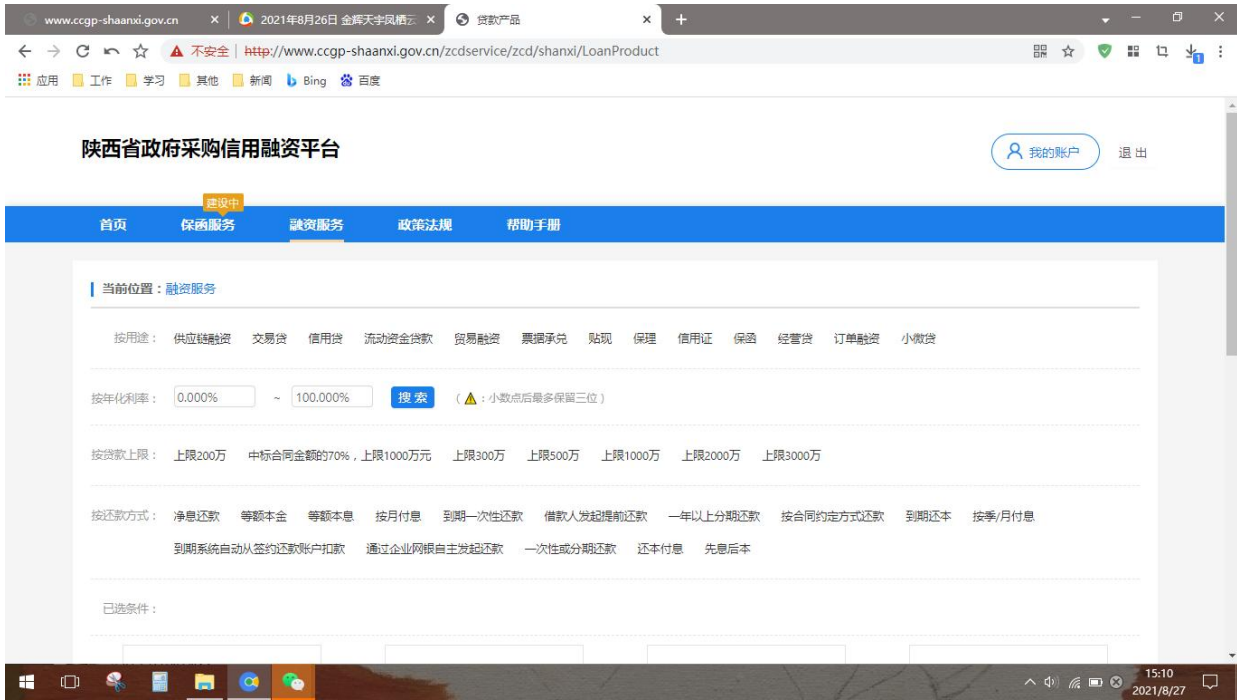 www.ccgp-shaanxi.gov.cn
2021年8月26日 金辉天宇凤栖云
贷款产品
不安全 http://www.ccgp-shaanxi.gov.cn/zcdservice/zcd/shanxi/LoanProduct
应用 工作 学习 其他 新闻 Bing 百度
陕西省政府采购信用融资平台
我的账户 退 出
建设中
首页 保函服务 融资服务 政策法规 帮助手册
当前位置：融资服务
按用途： 供应链融资 交易贷 信用贷 流动资金贷款 贸易融资 票据承兑 贴现 保理 信用证 保函 经营贷 订单融资 小微贷
按年化利率： 0.000% ~ 100.000% 搜 索 （ ：小数点后最多保留三位 ）
按贷款上限： 上限200万 中标合同金额的70%，上限1000万元 上限300万 上限500万 上限1000万 上限2000万 上限3000万
按还款方式： 净息还款 等额本金 等额本息 按月付息 到期一次性还款 借款人发起提前还款 一年以上分期还款 按合同约定方式还款 到期还本 按季/月付息
到期系统自动从签约还款账户扣款 通过企业网银自主发起还款 一次性或分期还款 还本付息 先息后本
已选条件：
15:10
2021/8/27